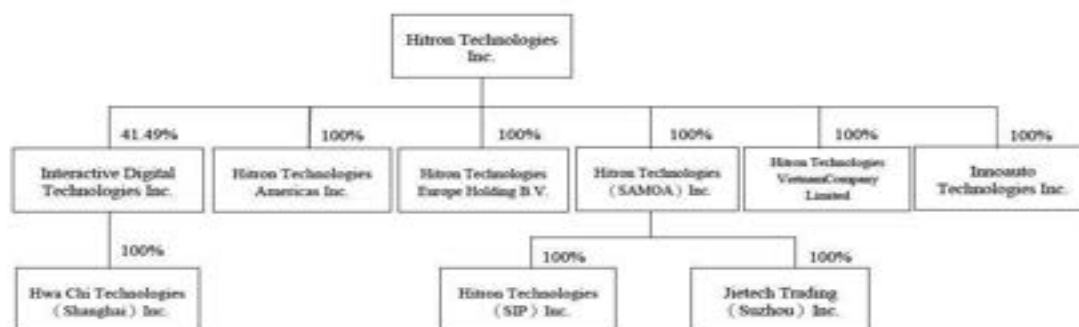 Hitron Technologies
Inc.
41.49%
100%
100%
100%
100%
100%
Interactive Digital
Technologies Inc.
Hitron Technologies
Americas Inc.
Hitron Technologies
Europe Holding B.V.
Hitron Technologies
（SAMOA）Inc.
Hitron Technologies
VietnamCompany
Limited
Innoauto
Technologies Inc.
100%
100%
100%
Hwa Chi Technologies
（Shanghai）Inc.
Hitron Technologies
（SIP）Inc.
Jietech Trading
（Suzhou）Inc.